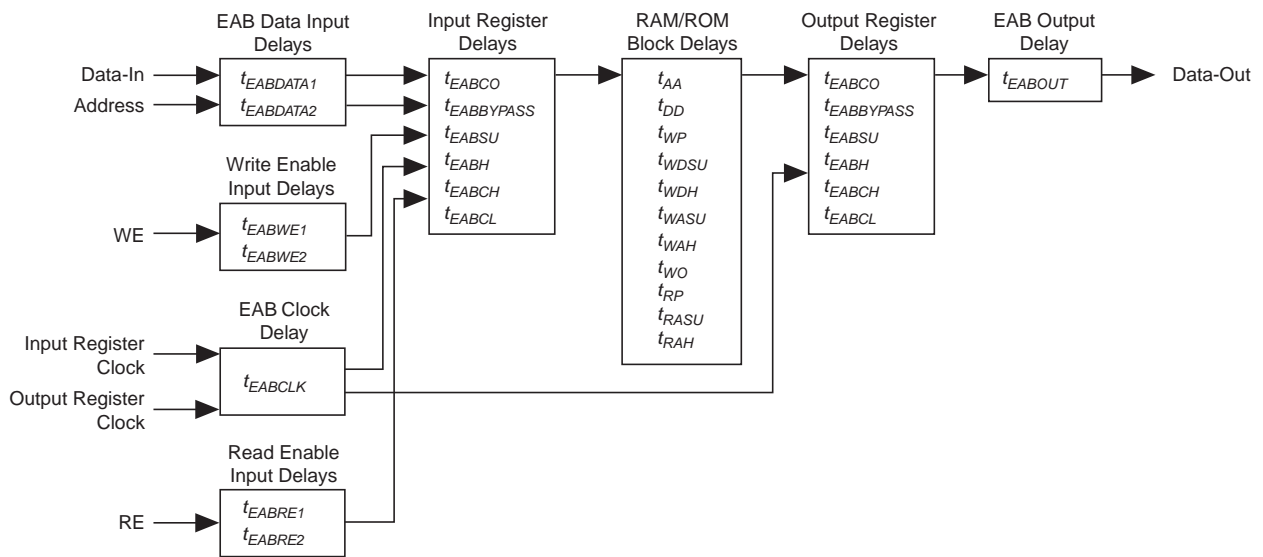 EAB Data Input
Delays
Input Register
Delays
RAM/ROM
Block Delays
Output Register
Delays
EAB Output
Delay
Data-In
Address
tEABDATA1
tEABDATA2
tEABCO
tEABBYPASS
tEABSU
tEABH
tEABCH
tEABCL
tAA
tDD
tWP
tWDSU
tWDH
tWASU
tWAH
tWO
tRP
tRASU
tRAH
tEABCO
tEABBYPASS
tEABSU
tEABH
tEABCH
tEABCL
tEABOUT
Data-Out
Write Enable
Input Delays
WE
tEABWE1
tEABWE2
EAB Clock
Delay
Input Register
Clock
Output Register
Clock
tEABCLK
Read Enable
Input Delays
RE
tEABRE1
tEABRE2